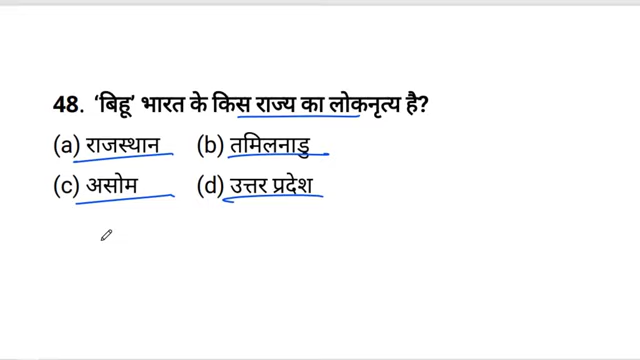 48. ‘बिहू’ भारत के किस राज्य का लोकनृत्य है?
(a) राजस्थान (b) तमिलनाडु
(c) असोम (d) उत्तर प्रदेश